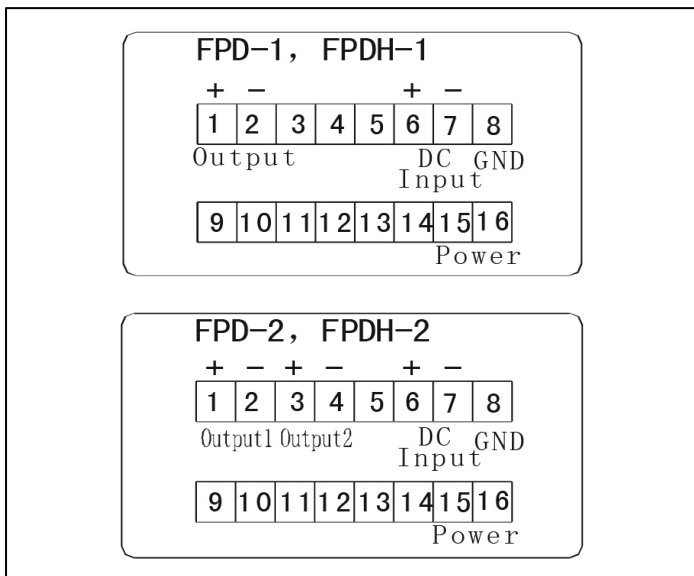 FPD-1, FPDH-1
+ - + -
1 2 3 4 5 6 7 8
Output DC GND
Input
9 10 11 12 13 14 15 16
Power
FPD-2, FPDH-2
+ - + - + -
1 2 3 4 5 6 7 8
Output1 Output2 DC GND
Input
9 10 11 12 13 14 15 16
Power